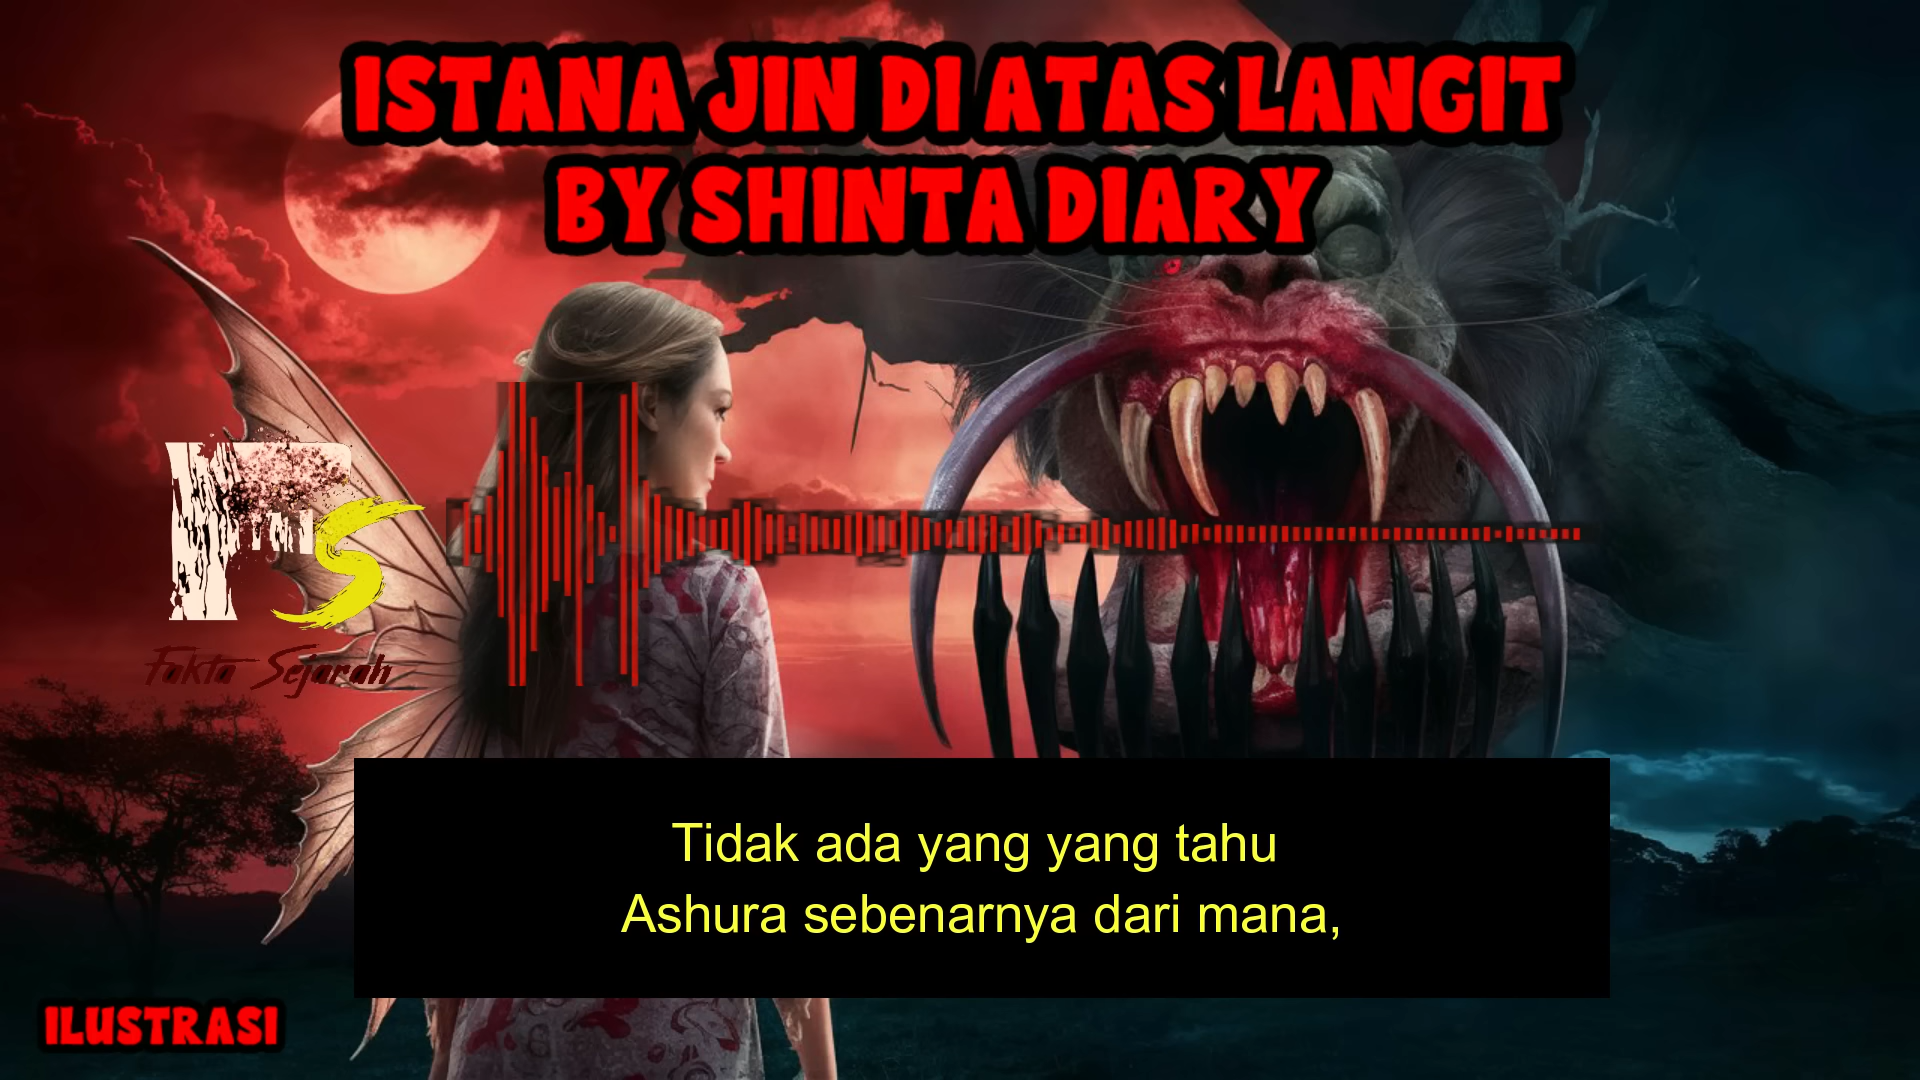 ISTANA JIN DI ATAS LANGIT
BY SHINTA DIARY
FS
Fakta Sejarah
Tidak ada yang yang tahu
Ashura sebenarnya dari mana,
ILUSTRASI